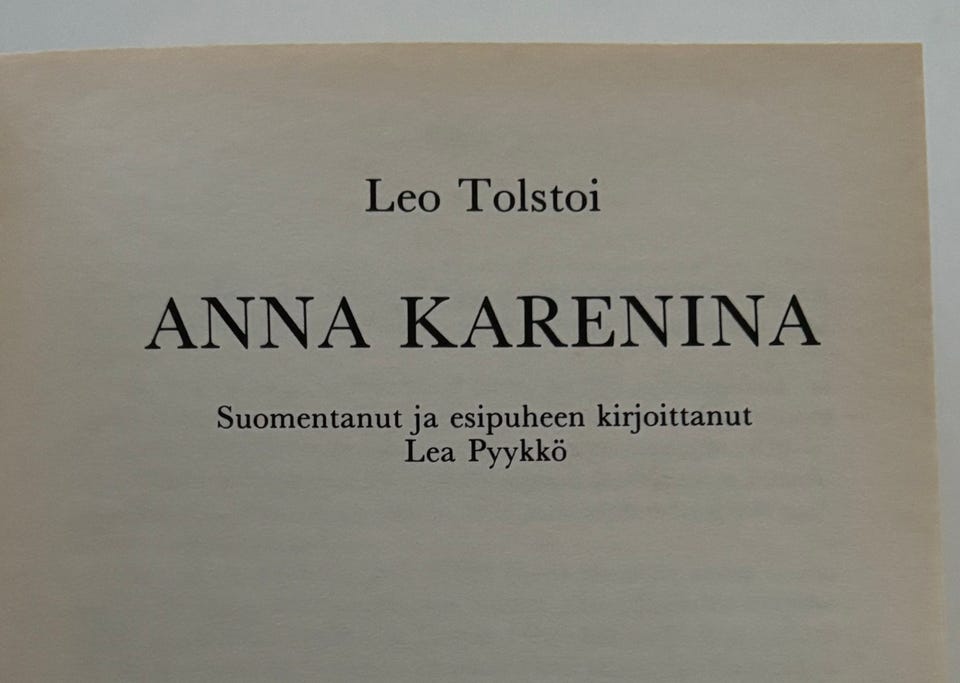 Leo Tolstoi
ANNA KARENINA
Suomentanut ja esipuheen kirjoittanut
Lea Pyykkö